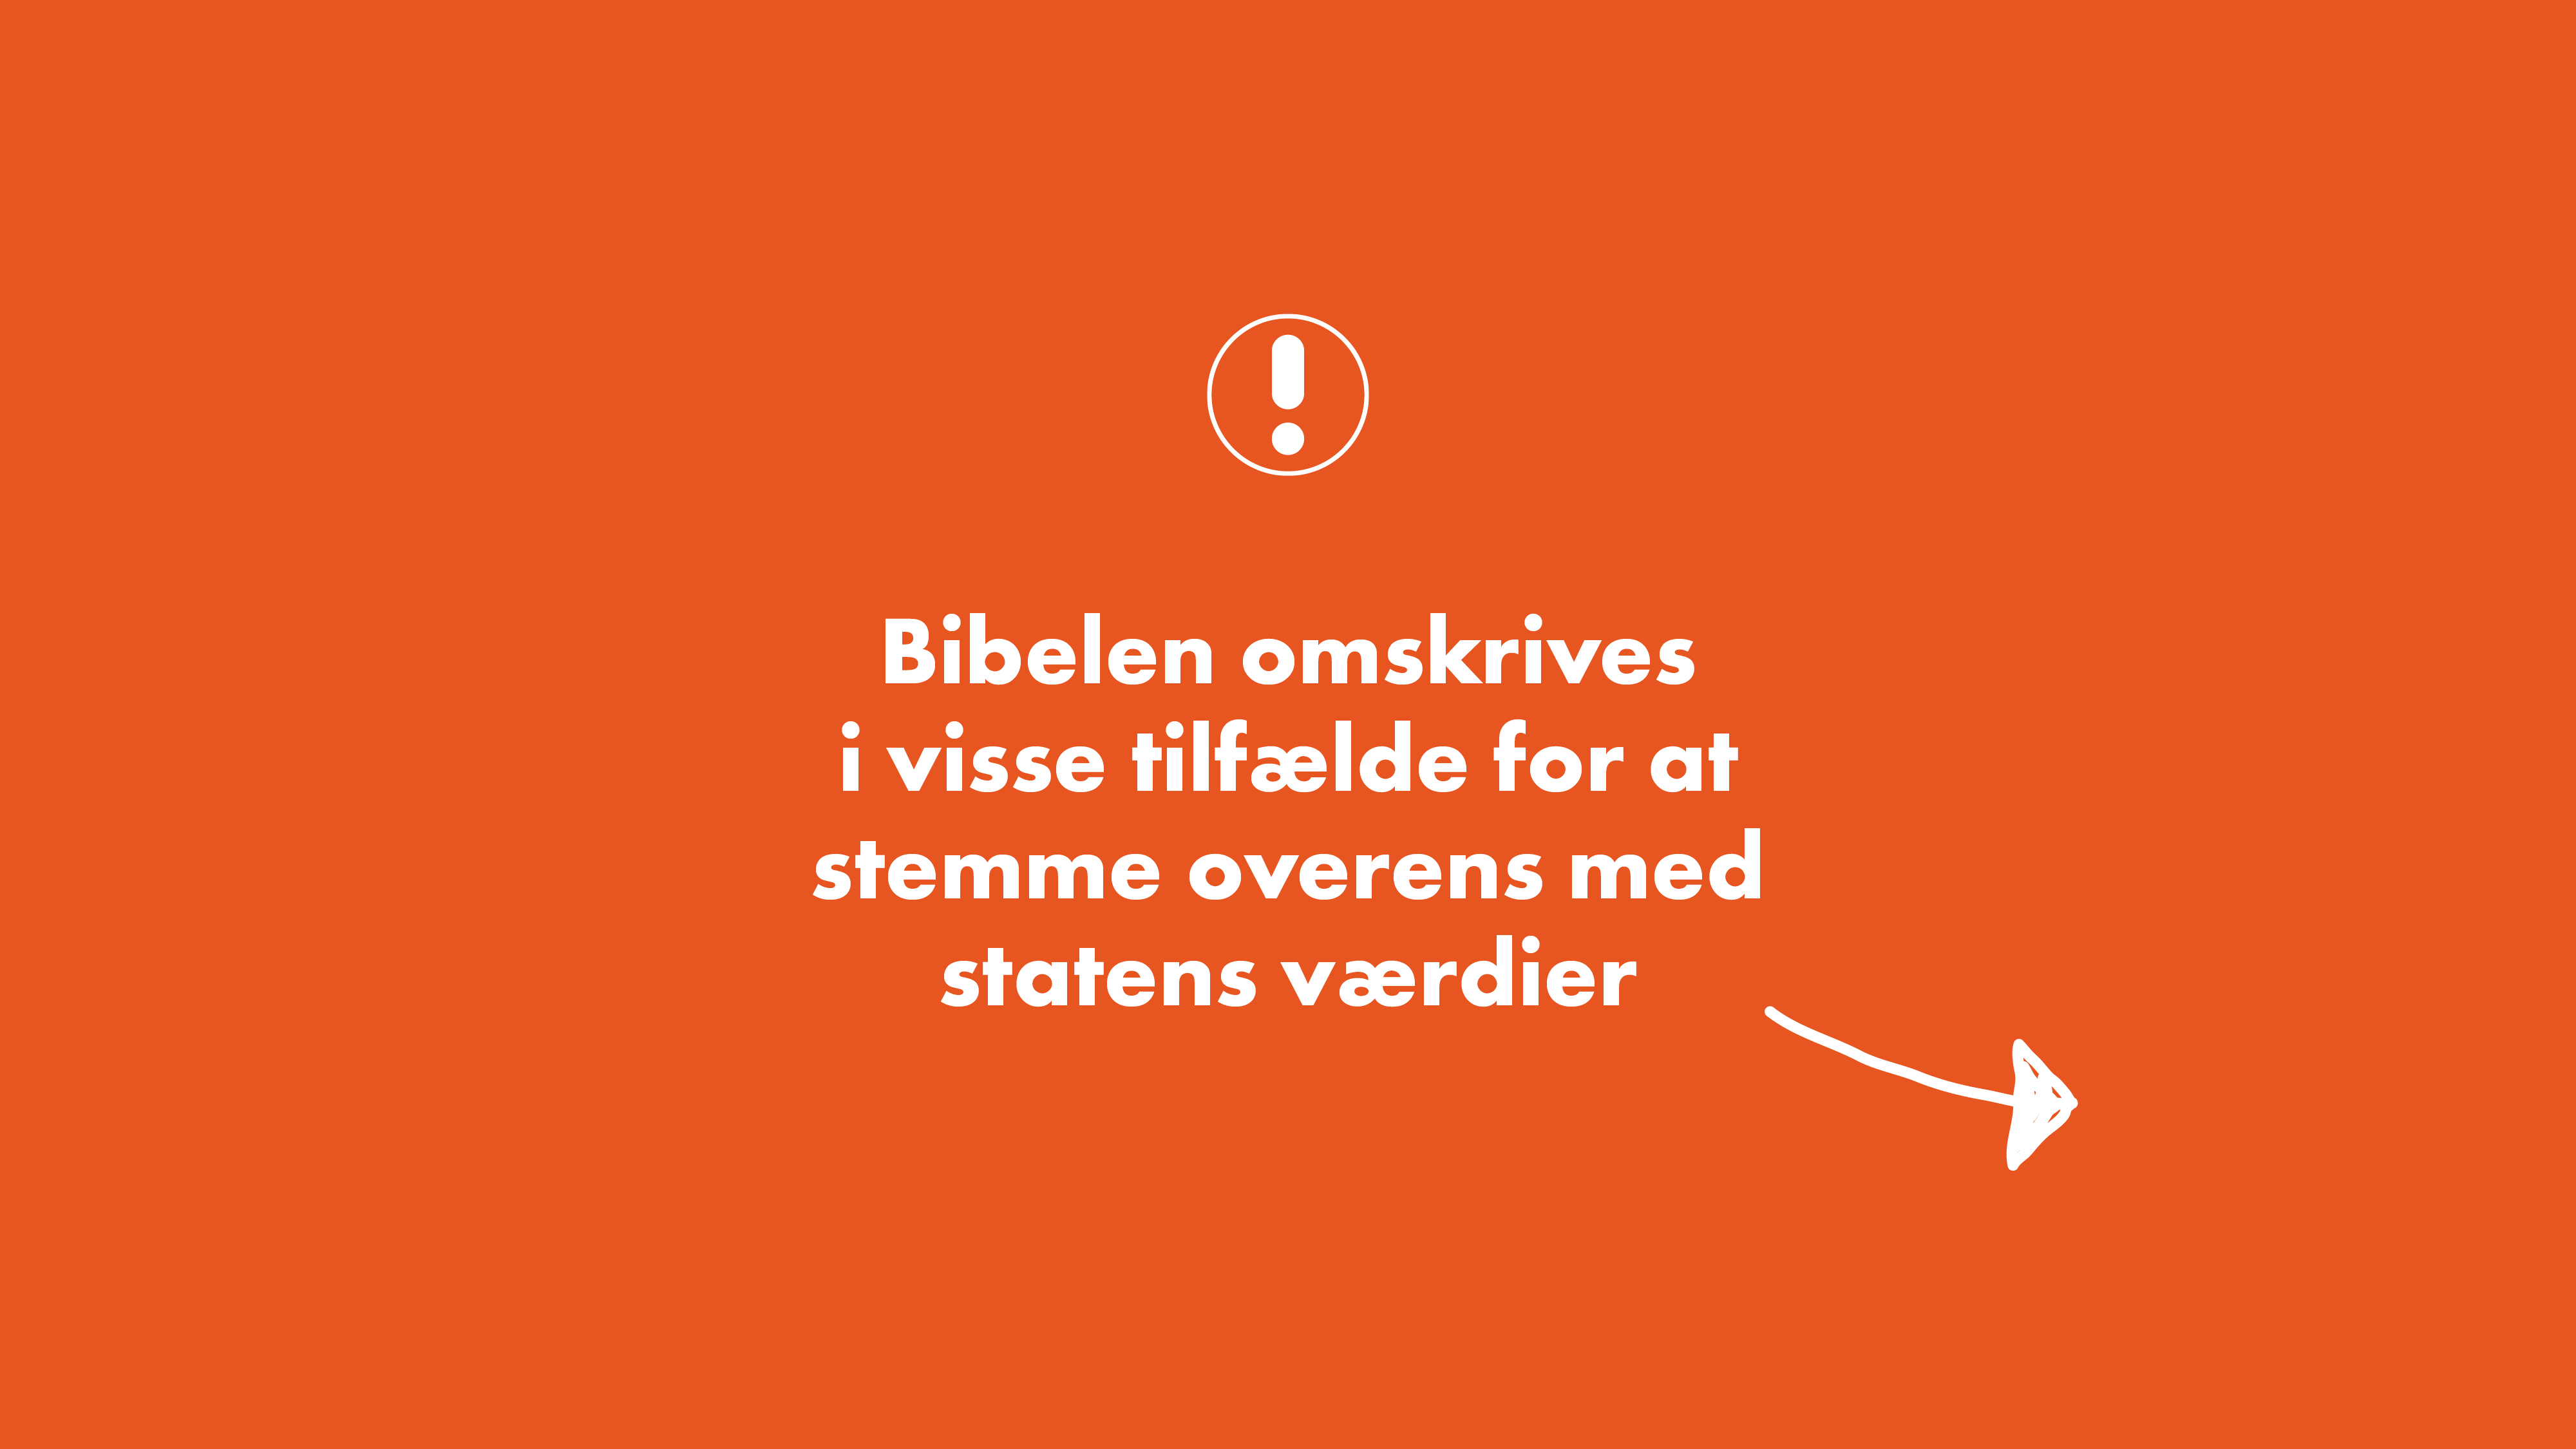 Bibelen omskrives
i visse tilfælde for at
stemme overens med
statens værdier